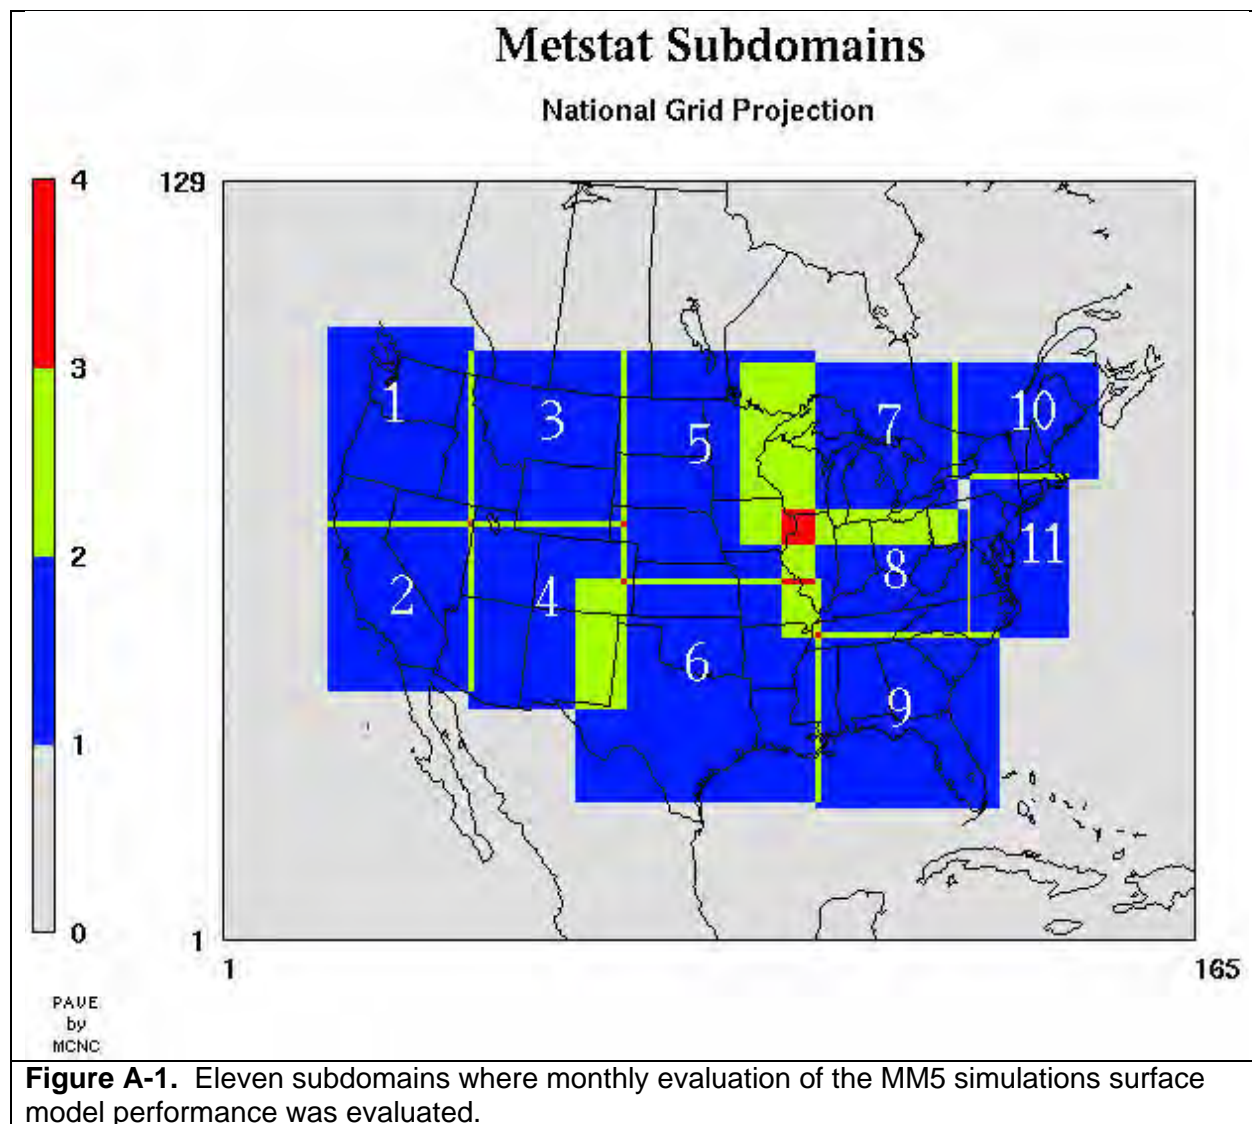 Metstat Subdomains
National Grid Projection
4
3
2
1
0
129
1
1
165
1
2
3
4
5
6
7
8
9
10
11
PAVE
by
MCNC
Figure A-1. Eleven subdomains where monthly evaluation of the MM5 simulations surface
model performance was evaluated.